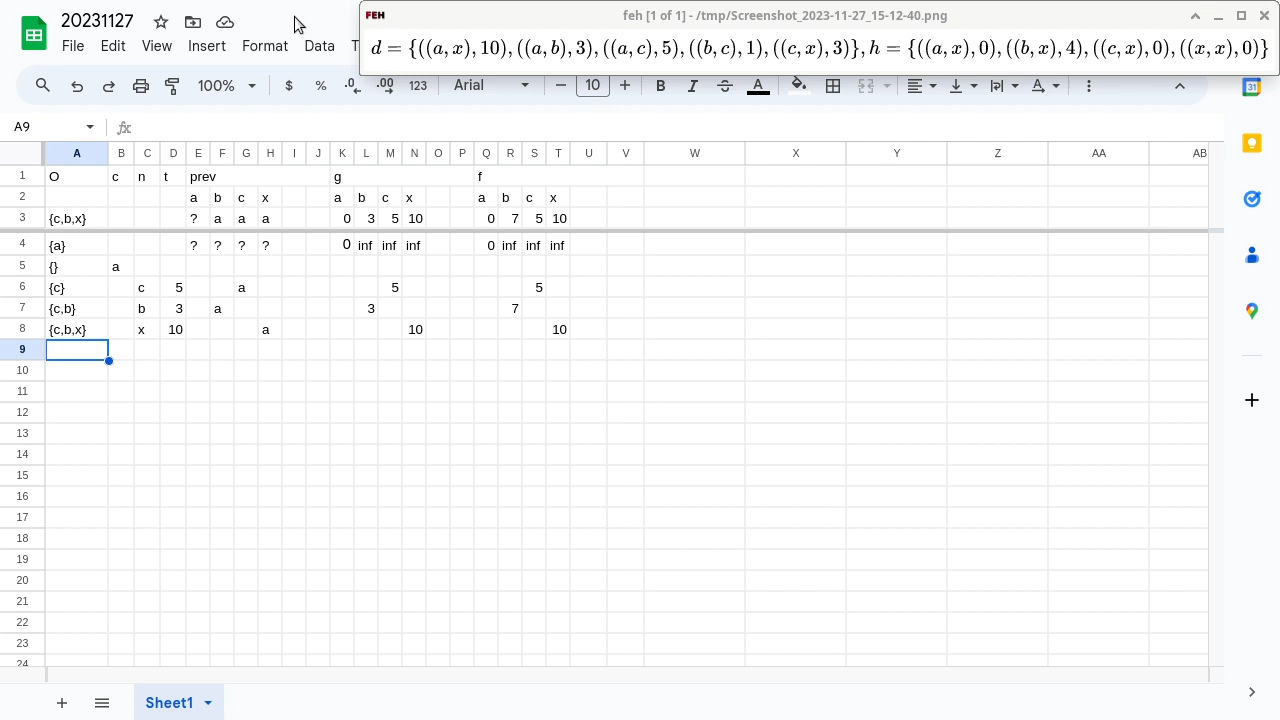 20231127
FEH feh [1 of 1] - /tmp/Screenshot_2023-11-27_15-12-40.png
File Edit View Insert Format Data T
d = {((a, x), 10), ((a, b), 3), ((a, c), 5), ((b, c), 1), ((c, x), 3)}, h = {((a, x), 0), ((b, x), 4), ((c, x), 0), ((x, x), 0)}
100% $ % .0 .00 123 Arial 10 B I S A 31
A9 fx
A B C D E F G H I J K L M N O P Q R S T U V W X Y Z AA AB
1 O c n t prev g f
2 a b c x a b c x a b c x
3 {c,b,x} ? a a a 0 3 5 10 0 7 5 10
4 {a} ? ? ? ? 0 inf inf inf 0 inf inf inf
5 {} a
6 {c} c 5 a 5 5
7 {c,b} b 3 a 3 7
8 {c,b,x} x 10 a 10 10
9
10
11
12
13
14
15
16
17
18
19
20
21
22
23
24
Sheet1